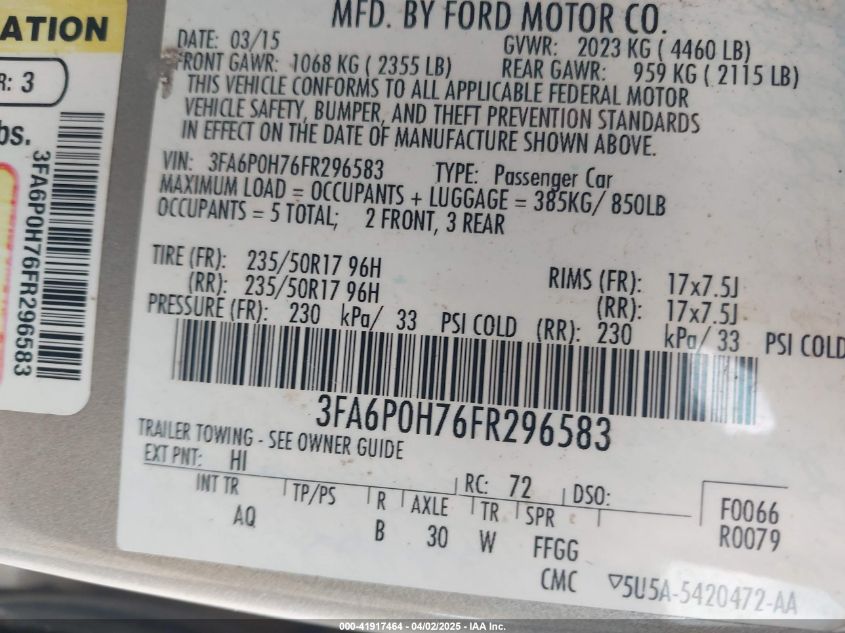 ATION
R: 3
bs.
3FA6P0H76FR296583
MFD. BY FORD MOTOR CO.
DATE: 03/15 GVWR: 2023 KG ( 4460 LB)
FRONT GAWR: 1068 KG ( 2355 LB) REAR GAWR: 959 KG ( 2115 LB)
THIS VEHICLE CONFORMS TO ALL APPLICABLE FEDERAL MOTOR
VEHICLE SAFETY, BUMPER, AND THEFT PREVENTION STANDARDS
IN EFFECT ON THE DATE OF MANUFACTURE SHOWN ABOVE.
VIN: 3FA6P0H76FR296583 TYPE: Passenger Car
MAXIMUM LOAD = OCCUPANTS + LUGGAGE = 385KG/ 850LB
OCCUPANTS = 5 TOTAL; 2 FRONT, 3 REAR
TIRE (FR): 235/50R17 96H RIMS (FR): 17x7.5J
(RR): 235/50R17 96H (RR): 17x7.5J
PRESSURE (FR): 230 kPa/ 33 PSI COLD (RR): 230 kPa/ 33 PSI COLD
3FA6P0H76FR296583
TRAILER TOWING - SEE OWNER GUIDE
EXT PNT: HI RC: 72 DSO:
INT TR TP/PS R AXLE TR SPR F0066
AQ B 30 W FFGG R0079
CMC ▽5U5A-5420472-AA
000-41917464 - 04/02/2025 - IAA Inc.